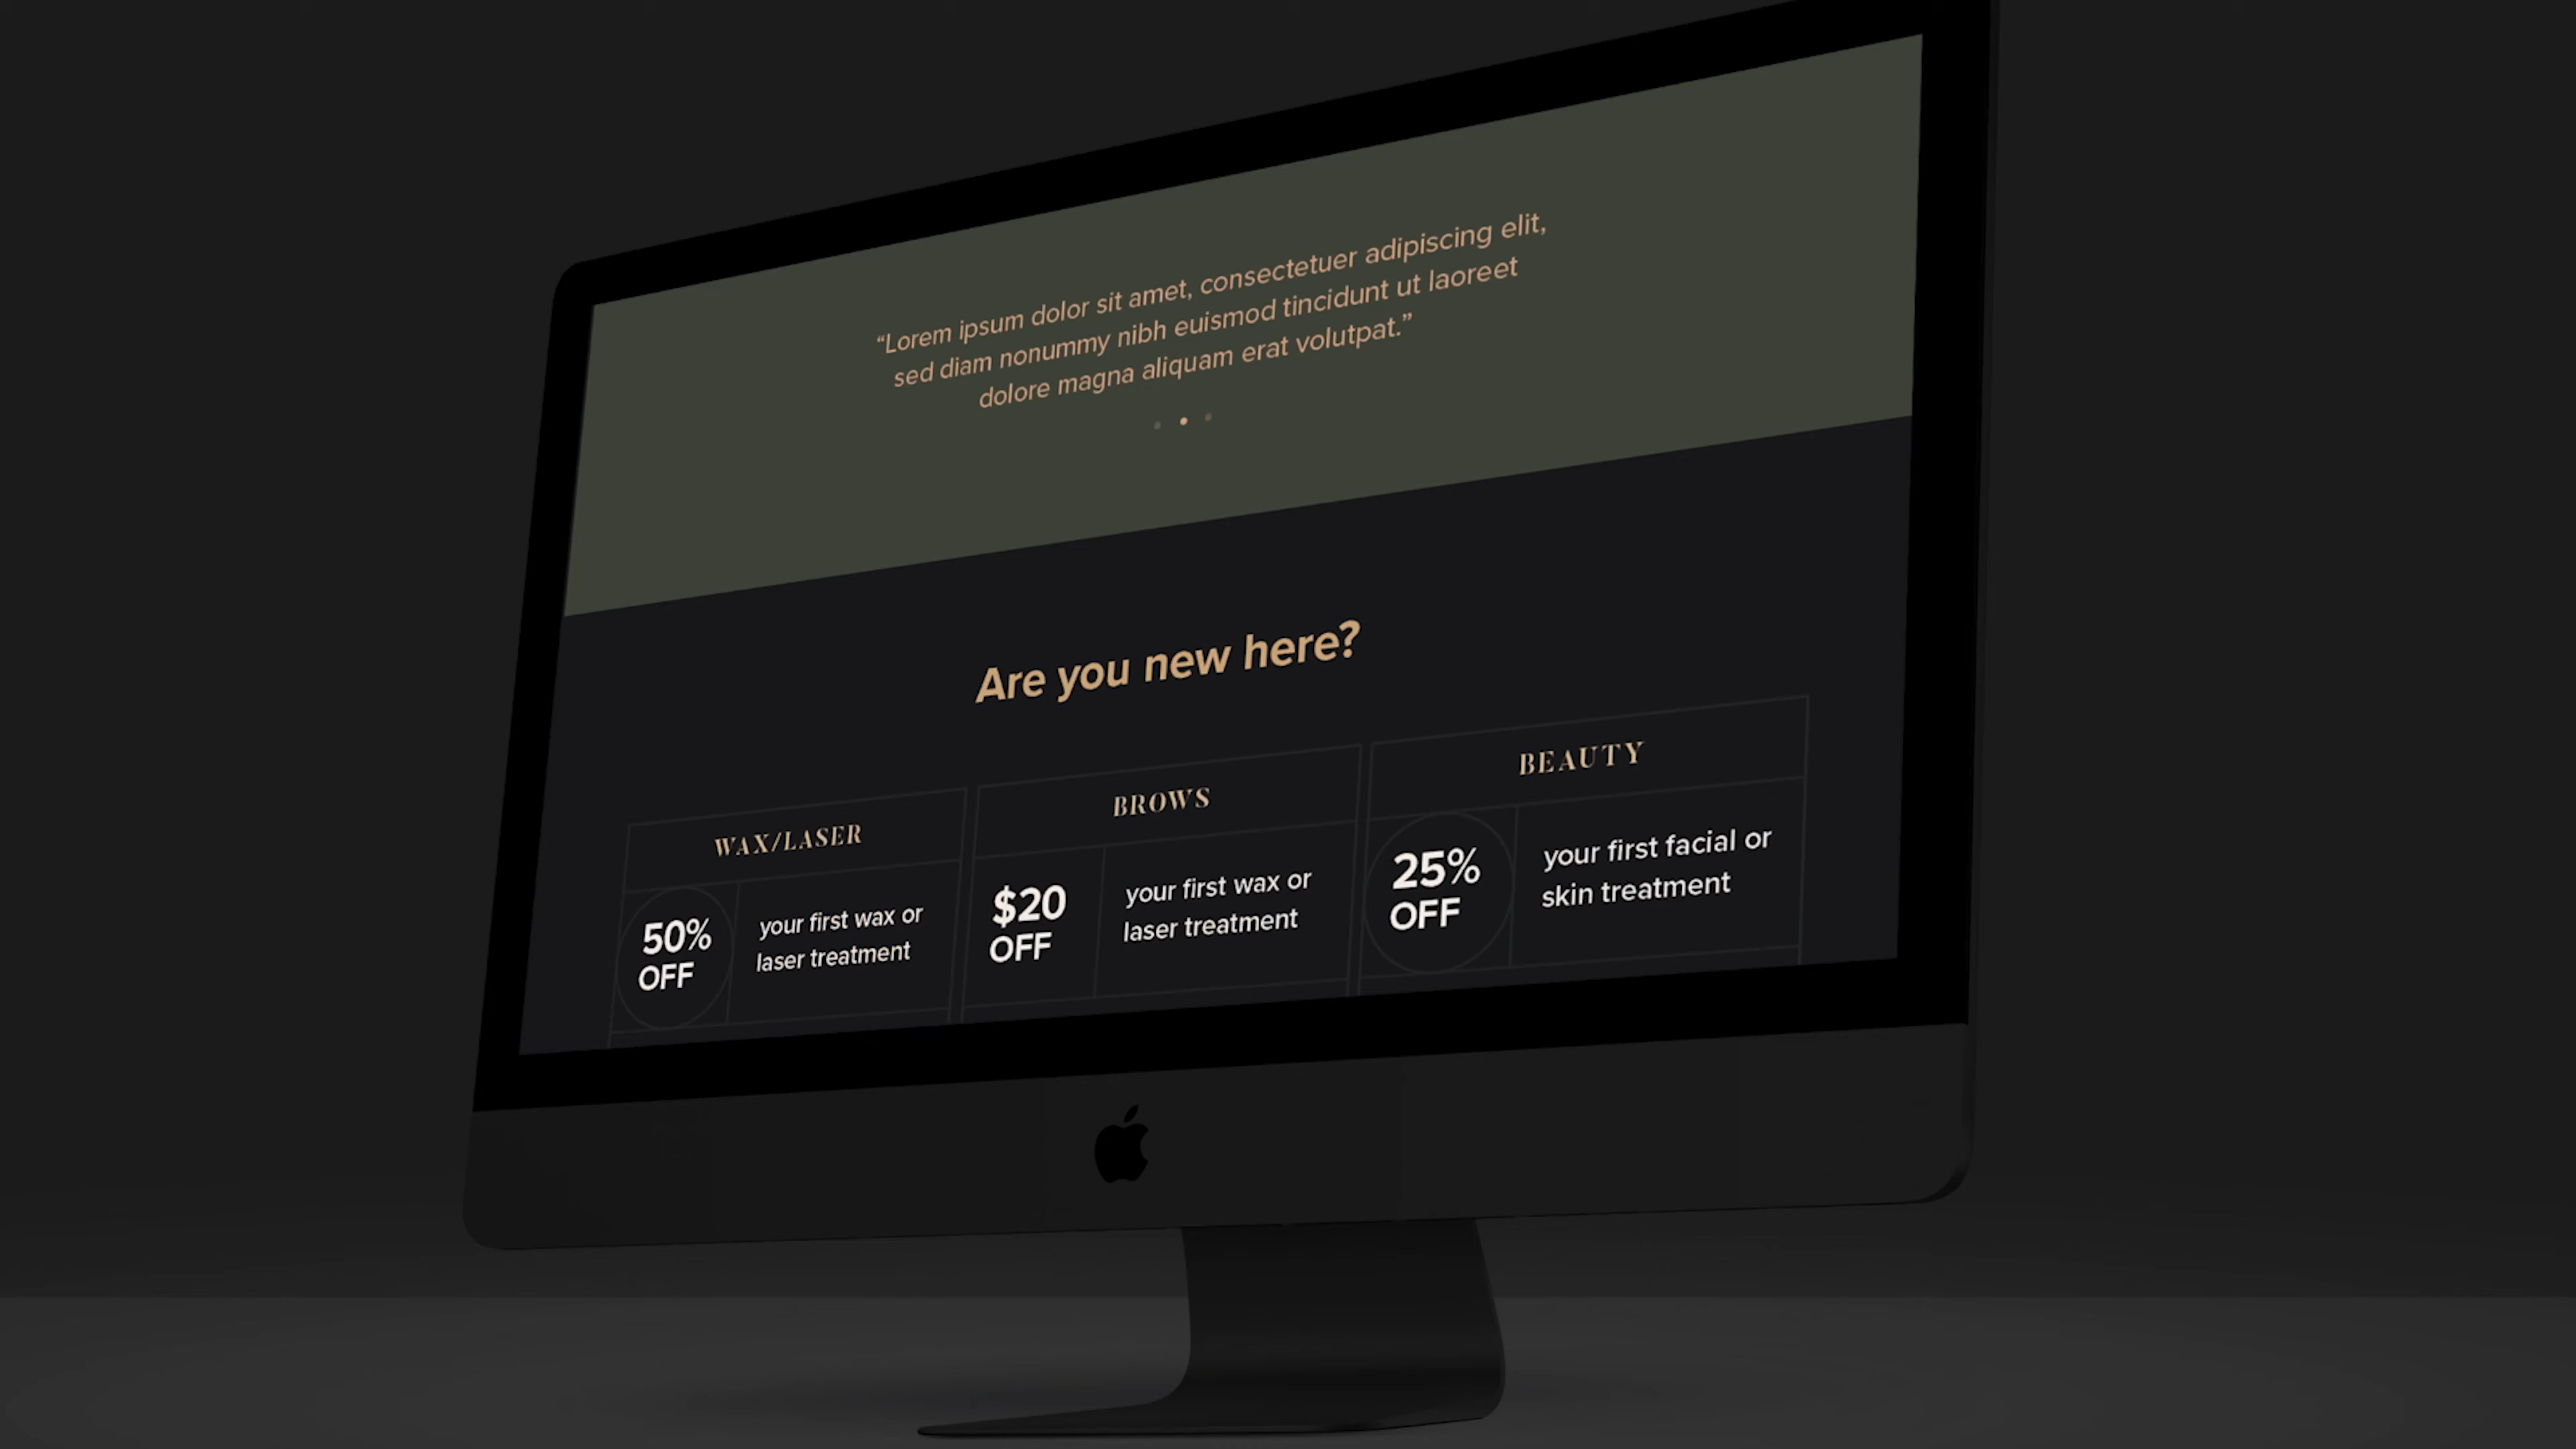 “Lorem ipsum dolor sit amet, consectetuer adipiscing elit,
sed diam nonummy nibh euismod tincidunt ut laoreet
dolore magna aliquam erat volutpat.”
Are you new here?
WAX/LASER
50%
OFF
your first wax or
laser treatment
BROWS
$20
OFF
your first wax or
laser treatment
BEAUTY
25%
OFF
your first facial or
skin treatment